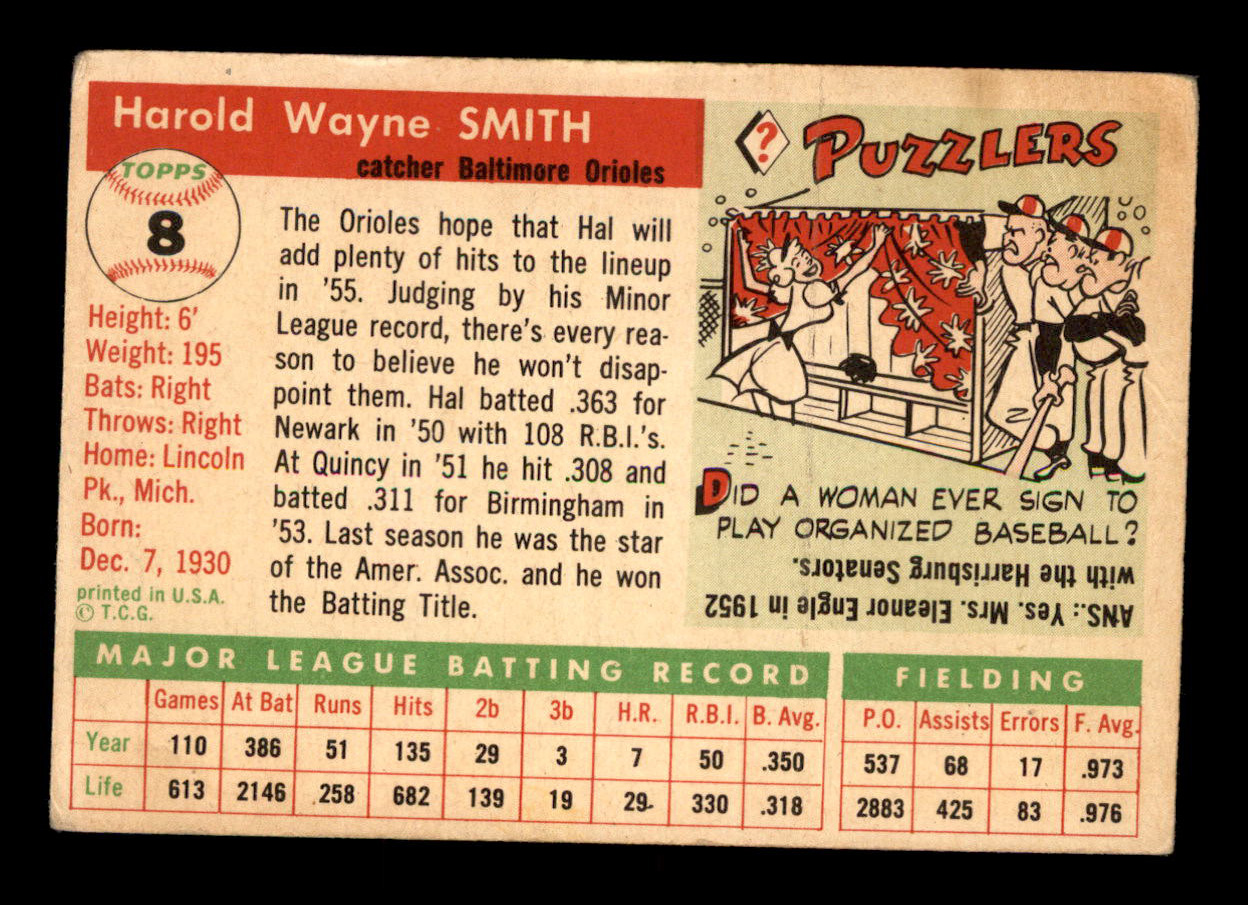 Harold Wayne SMITH
catcher Baltimore Orioles
TOPPS
8
Height: 6'
Weight: 195
Bats: Right
Throws: Right
Home: Lincoln
Pk., Mich.
Born:
Dec. 7, 1930
printed in U.S.A.
© T.C.G.
The Orioles hope that Hal will
add plenty of hits to the lineup
in '55. Judging by his Minor
League record, there's every rea-
son to believe he won't disap-
point them. Hal batted .363 for
Newark in '50 with 108 R.B.I.'s.
At Quincy in '51 he hit .308 and
batted .311 for Birmingham in
'53. Last season he was the star
of the Amer. Assoc. and he won
the Batting Title.
? PUZZLERS
DID A WOMAN EVER SIGN TO
PLAY ORGANIZED BASEBALL?
ANS.: Yes. Mrs. Eleanor Engle in 1952
with the Harrisburg Senators.
MAJOR LEAGUE BATTING RECORD
Games At Bat Runs Hits 2b 3b H.R. R.B.I. B. Avg.
Year 110 386 51 135 29 3 7 50 .350
Life 613 2146 258 682 139 19 29 330 .318
FIELDING
P.O. Assists Errors F. Avg.
537 68 17 .973
2883 425 83 .976